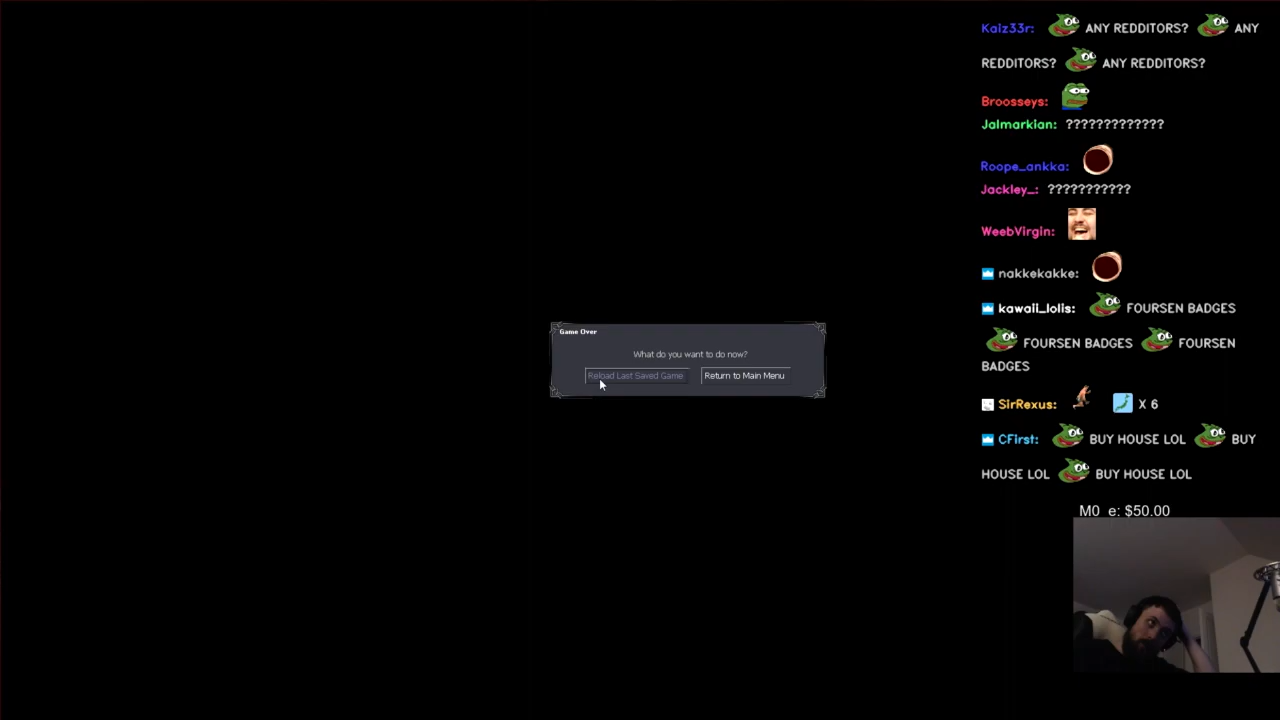 Kaiz33r: ANY REDDITORS? ANY
REDDITORS? ANY REDDITORS?
Broosseys:
Jalmarkian: ?????????????
Roope_ankka:
Jackley_: ???????????
WeebVirgin:
nakkekakke:
kawaii_lolis: FOURSEN BADGES
FOURSEN BADGES FOURSEN
BADGES
SirRexus: X 6
CFirst: BUY HOUSE LOL BUY
HOUSE LOL BUY HOUSE LOL
M0_e: $50.00
Game Over
What do you want to do now?
Reload Last Saved Game Return to Main Menu